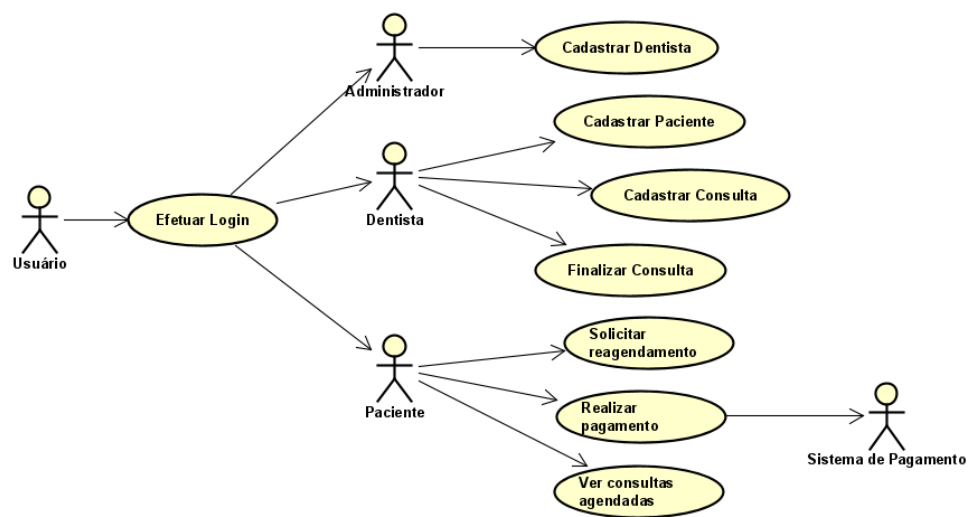 Cadastrar Dentista
Administrador
Cadastrar Paciente
Cadastrar Consulta
Dentista
Efetuar Login
Usuário
Finalizar Consulta
Solicitar
reagendamento
Paciente
Realizar
pagamento
Sistema de Pagamento
Ver consultas
agendadas